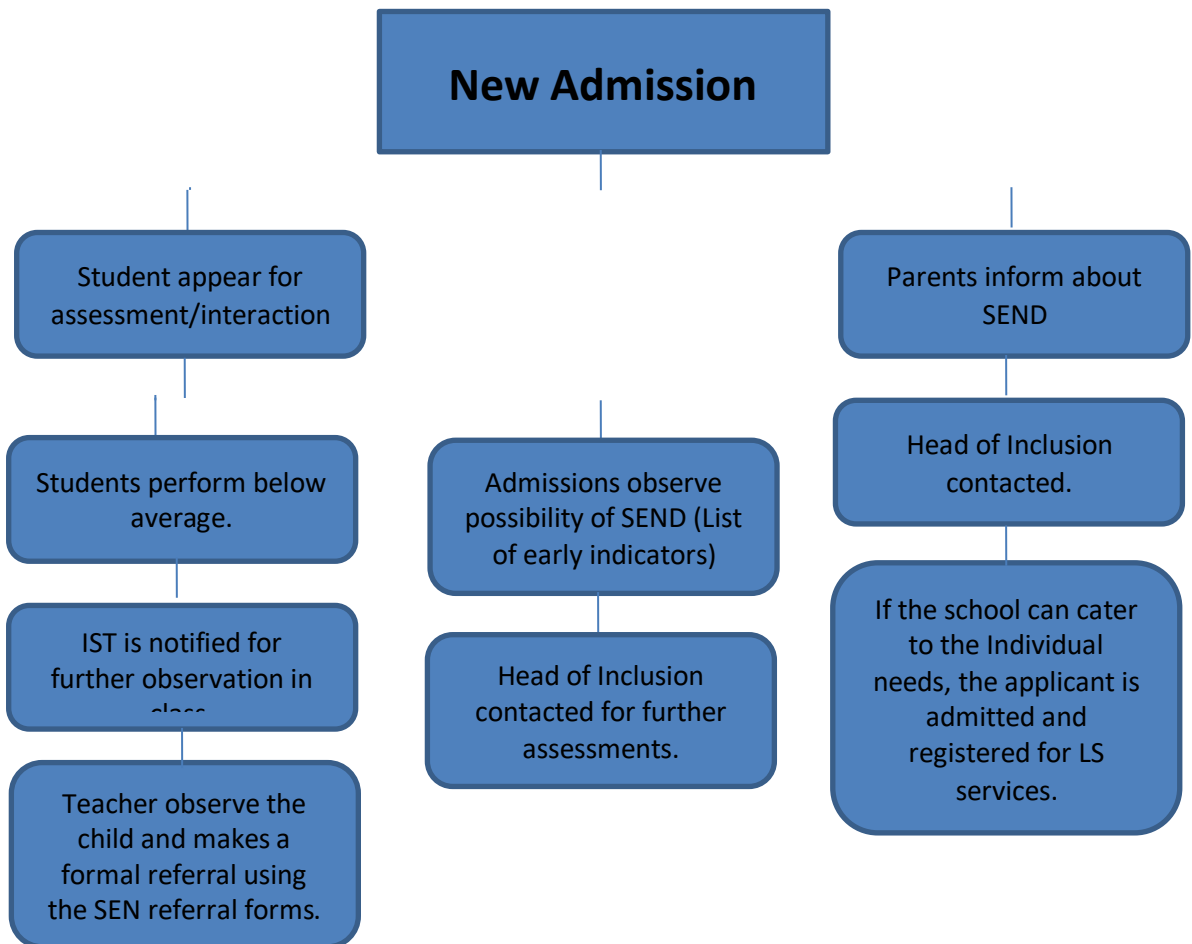 New Admission
Student appear for
assessment/interaction
Students perform below
average.
IST is notified for
further observation in
class
Teacher observe the
child and makes a
formal referral using
the SEN referral forms.
Admissions observe
possibility of SEND (List
of early indicators)
Head of Inclusion
contacted for further
assessments.
Parents inform about
SEND
Head of Inclusion
contacted.
If the school can cater
to the Individual
needs, the applicant is
admitted and
registered for LS
services.